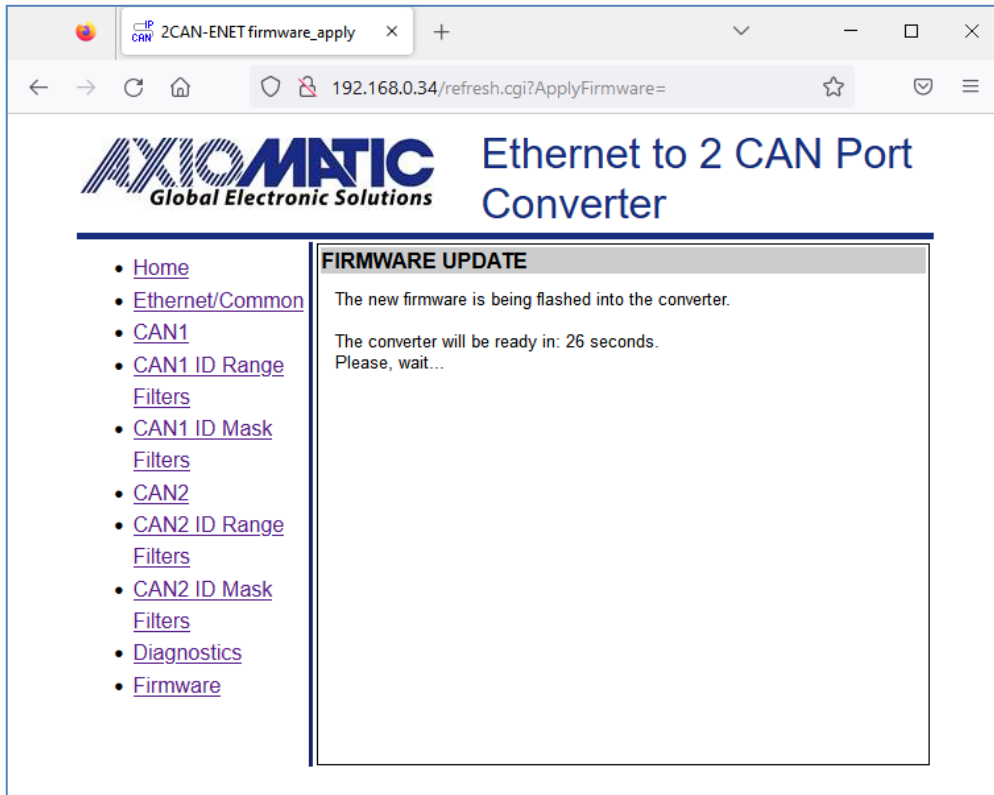 IP
CAN
2CAN-ENET firmware_apply
192.168.0.34/refresh.cgi?ApplyFirmware=
AXIOMATIC
Global Electronic Solutions
Ethernet to 2 CAN Port
Converter
Home
Ethernet/Common
CAN1
CAN1 ID Range
Filters
CAN1 ID Mask
Filters
CAN2
CAN2 ID Range
Filters
CAN2 ID Mask
Filters
Diagnostics
Firmware
FIRMWARE UPDATE
The new firmware is being flashed into the converter.
The converter will be ready in: 26 seconds.
Please, wait...